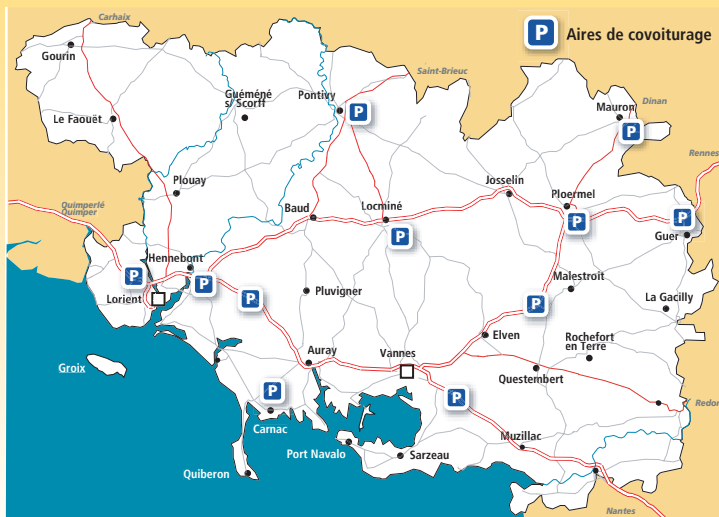 P Aires de covoiturage
Carhaix
Gourin
Saint-Brieuc
Guéméné
s/ Scorff
Pontivy
P
Mauron
Dinan
P
Le Faouët
Rennes
Plouay
Josselin
Ploermel
P
P
Guer
Quimperlé
Quimper
Baud
Locminé
P
Hennebont
P
P
P
Lorient
Pluvigner
Malestroit
P
La Gacilly
Elven
Rochefort
en Terre
Groix
Auray
Vannes
Questembert
P
P
Redon
Carnac
Muzillac
Port Navalo
Sarzeau
Quiberon
Nantes